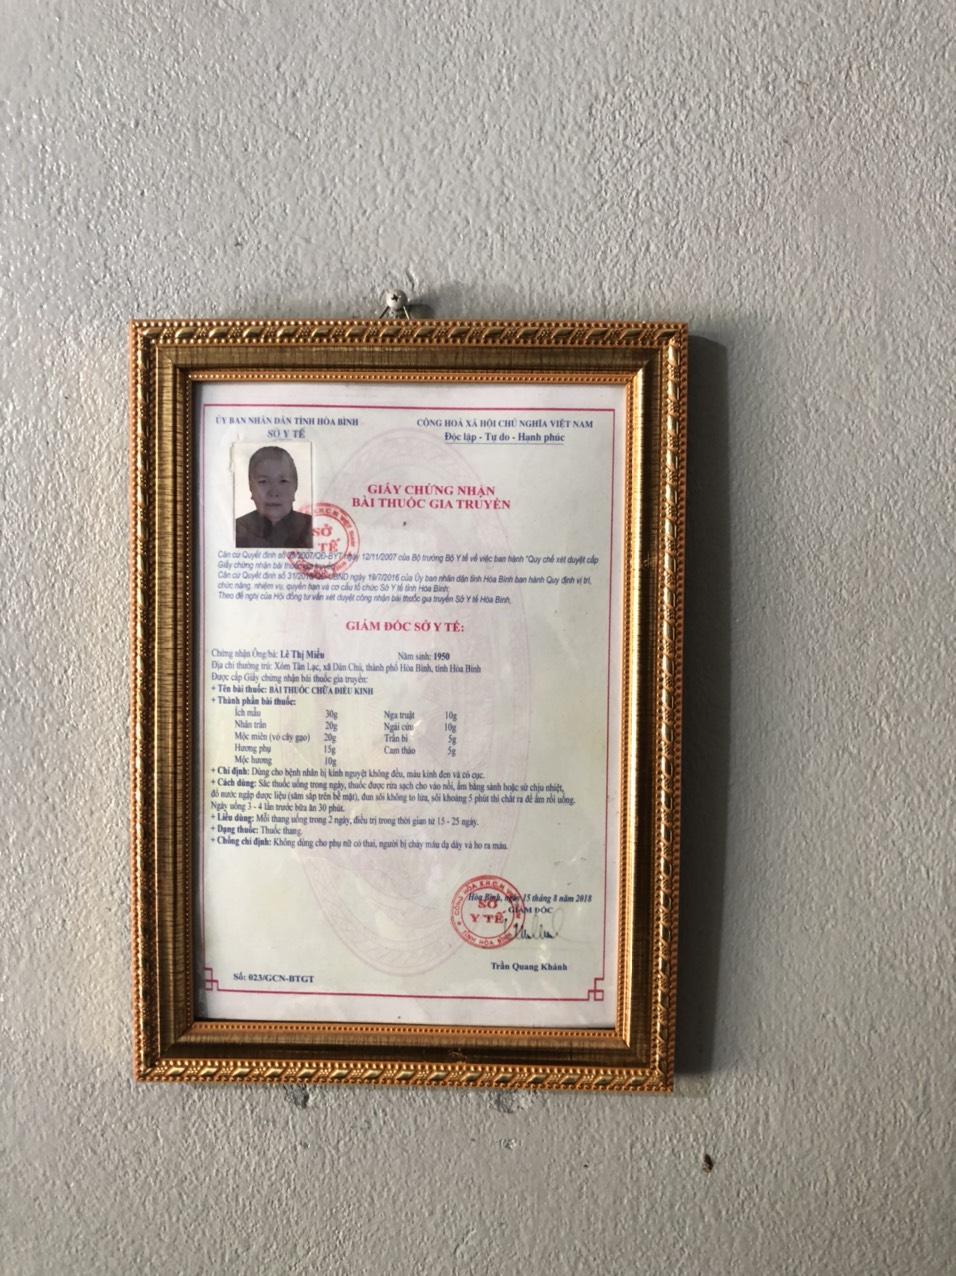 ỦY BAN NHÂN DÂN TỈNH HÒA BÌNH
SỞ Y TẾ
CỘNG HOÀ XÃ HỘI CHỦ NGHĨA VIỆT NAM
Độc lập - Tự do - Hạnh phúc
GIẤY CHỨNG NHẬN
BÀI THUỐC GIA TRUYỀN
SỞ
Y TẾ
Căn cứ Quyết định số /2007/QĐ-BYT ngày 12/11/2007 của Bộ trưởng Bộ Y tế về việc ban hành "Quy chế xét duyệt cấp
Giấy chứng nhận bài thuốc gia truyền
Căn cứ Quyết định số 31/2016/QĐ-UBND ngày 19/7/2016 của Ủy ban nhân dân tỉnh Hòa Bình ban hành Quy định vị trí,
chức năng, nhiệm vụ, quyền hạn và cơ cấu tổ chức Sở Y tế tỉnh Hòa Bình;
Theo đề nghị của Hội đồng tư vấn xét duyệt công nhận bài thuốc gia truyền Sở Y tế Hòa Bình,
GIÁM ĐỐC SỞ Y TẾ:
Chứng nhận Ông/bà: Lê Thị Miều Năm sinh: 1950
Địa chỉ thường trú: Xóm Tân Lạc, xã Dân Chủ, thành phố Hòa Bình, tỉnh Hòa Bình
Được cấp Giấy chứng nhận bài thuốc gia truyền:
+ Tên bài thuốc: BÀI THUỐC CHỮA ĐIỀU KINH
+ Thành phần bài thuốc:
Ích mẫu 30g Nga truật 10g
Nhân trần 20g Ngải cứu 10g
Mộc miên (vỏ cây gạo) 20g Trần bì 5g
Hương phụ 15g Cam thảo 5g
Mộc hương 10g
+ Chỉ định: Dùng cho bệnh nhân bị kinh nguyệt không đều, máu kinh đen và có cục.
+ Cách dùng: Sắc thuốc uống trong ngày, thuốc được rửa sạch cho vào nồi, ấm bằng sành hoặc sứ chịu nhiệt,
đổ nước ngập dược liệu (săm sắp trên bề mặt), đun sôi không to lửa, sôi khoảng 5 phút thì chắt ra để ấm rồi uống.
Ngày uống 3 - 4 lần trước bữa ăn 30 phút.
+ Liều dùng: Mỗi thang uống trong 2 ngày, điều trị trong thời gian từ 15 - 25 ngày.
+ Dạng thuốc: Thuốc thang.
+ Chống chỉ định: Không dùng cho phụ nữ có thai, người bị chảy máu dạ dày và ho ra máu.
Hòa Bình, ngày 15 tháng 8 năm 2018
GIÁM ĐỐC
SỞ
Y TẾ
TỈNH HÒA BÌNH
Trần Quang Khánh
Số: 023/GCN-BTGT